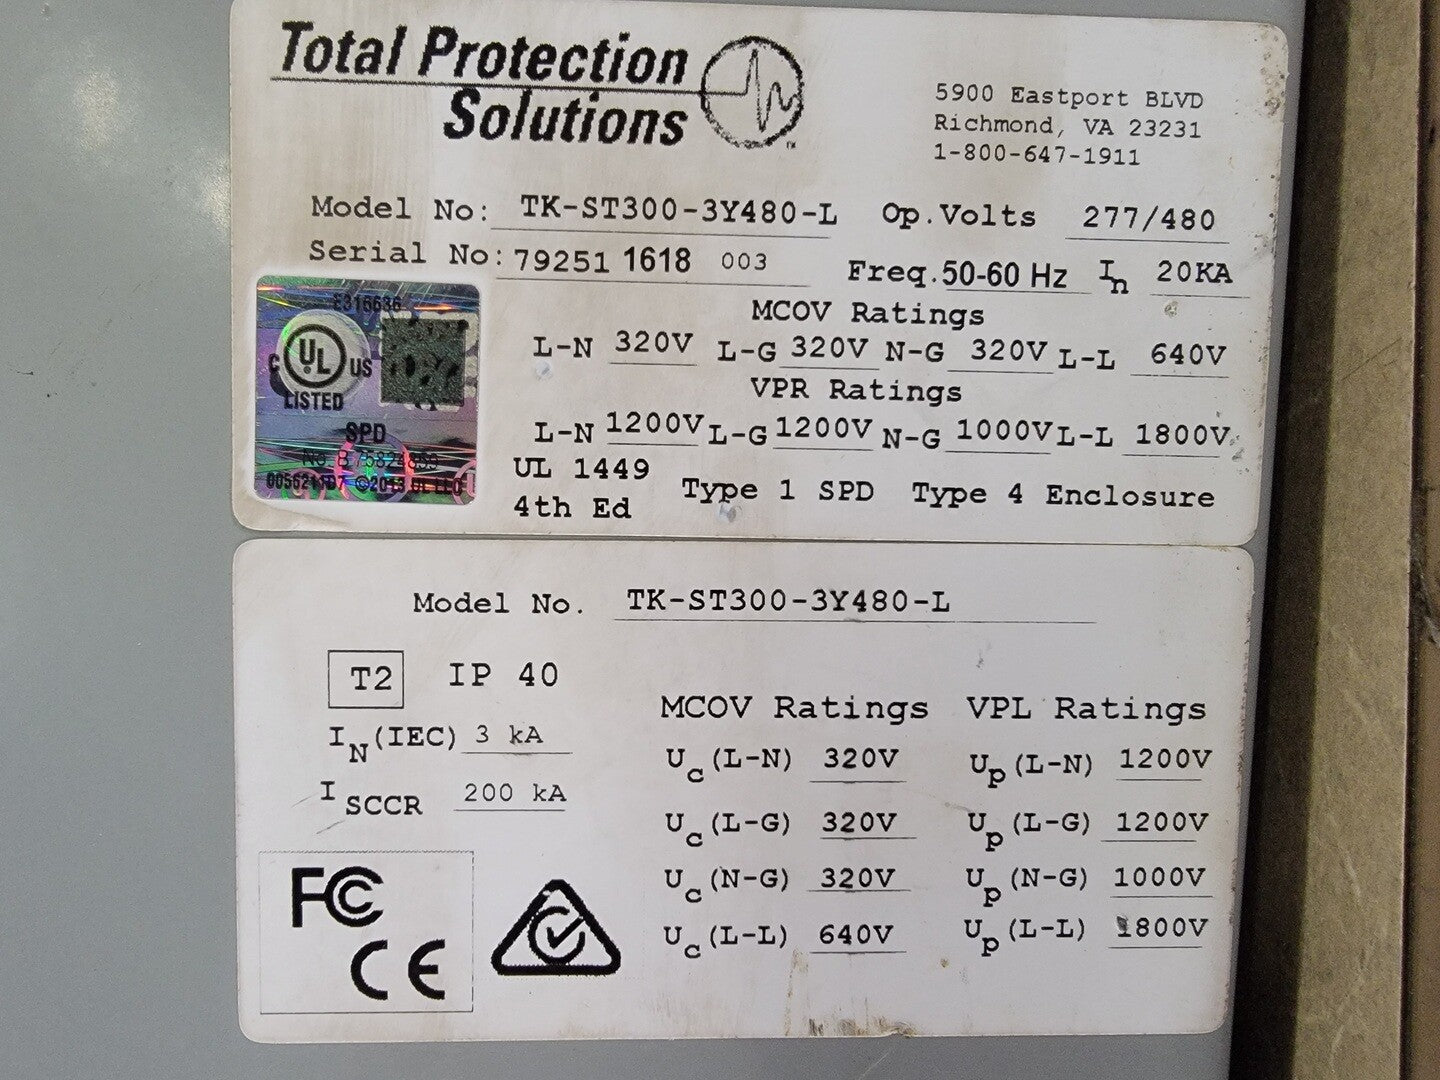 Total Protection
Solutions
5900 Eastport BLVD
Richmond, VA 23231
1-800-647-1911
Model No: TK-ST300-3Y480-L Op.Volts 277/480
Serial No: 79251 1618 003
Freq. 50-60 Hz In 20KA
MCOV Ratings
L-N 320V L-G 320V N-G 320V L-L 640V
VPR Ratings
L-N 1200V L-G 1200V N-G 1000V L-L 1800V
UL 1449
4th Ed
Type 1 SPD Type 4 Enclosure
E316636
C UL US
LISTED
SPD
©2013 UL LLC
Model No. TK-ST300-3Y480-L
T2 IP 40
IN (IEC) 3 kA
I SCCR 200 kA
MCOV Ratings VPL Ratings
Uc (L-N) 320V Up (L-N) 1200V
Uc (L-G) 320V Up (L-G) 1200V
Uc (N-G) 320V Up (N-G) 1000V
Uc (L-L) 640V Up (L-L) 1800V
FC
CE